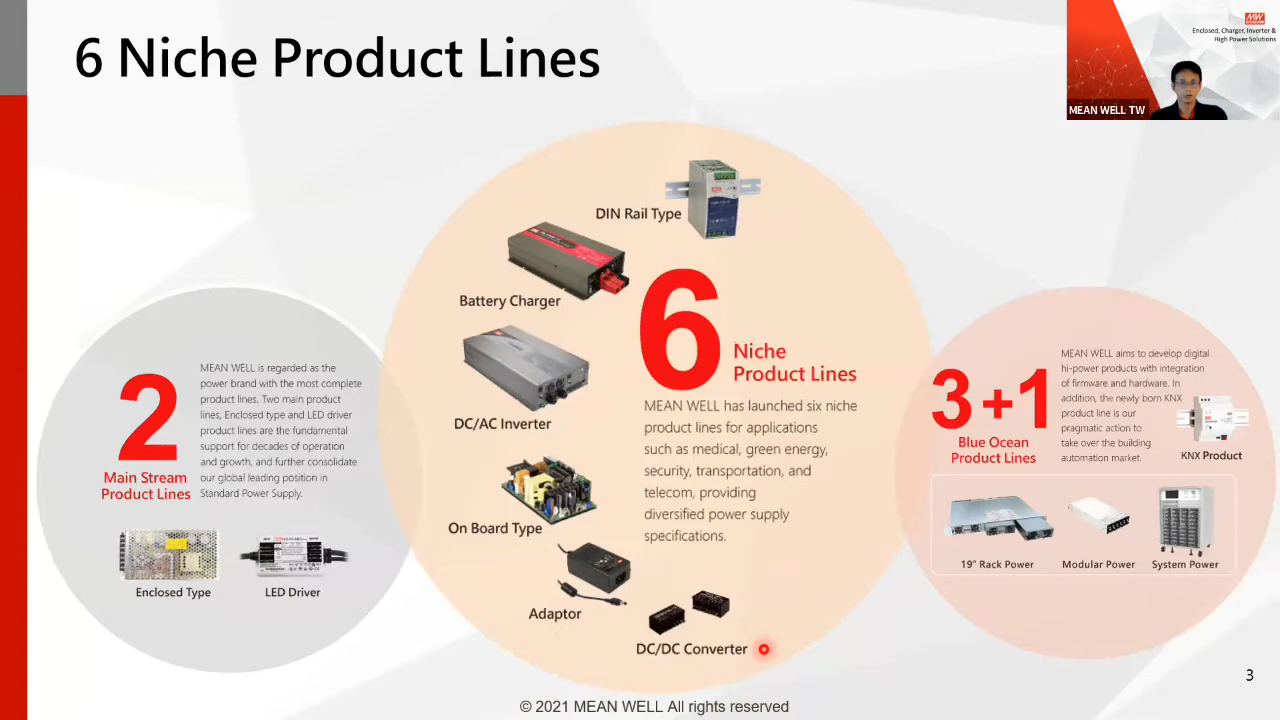 6 Niche Product Lines
MW
Enclosed, Charger, Inverter &
High Power Solutions
MEAN WELL TW
DIN Rail Type
Battery Charger
DC/AC Inverter
On Board Type
Adaptor
DC/DC Converter
6
Niche
Product Lines
MEAN WELL has launched six niche
product lines for applications
such as medical, green energy,
security, transportation, and
telecom, providing
diversified power supply
specifications.
2
Main Stream
Product Lines
MEAN WELL is regarded as the
power brand with the most complete
product lines. Two main product
lines, Enclosed type and LED driver
product lines are the fundamental
support for decades of operation
and growth, and further consolidate
our global leading position in
Standard Power Supply.
Enclosed Type
LED Driver
3+1
Blue Ocean
Product Lines
MEAN WELL aims to develop digital
hi-power products with integration
of firmware and hardware. In
addition, the newly born KNX
product line is our
pragmatic action to
take over the building
automation market.
KNX Product
19" Rack Power
Modular Power
System Power
3
© 2021 MEAN WELL All rights reserved